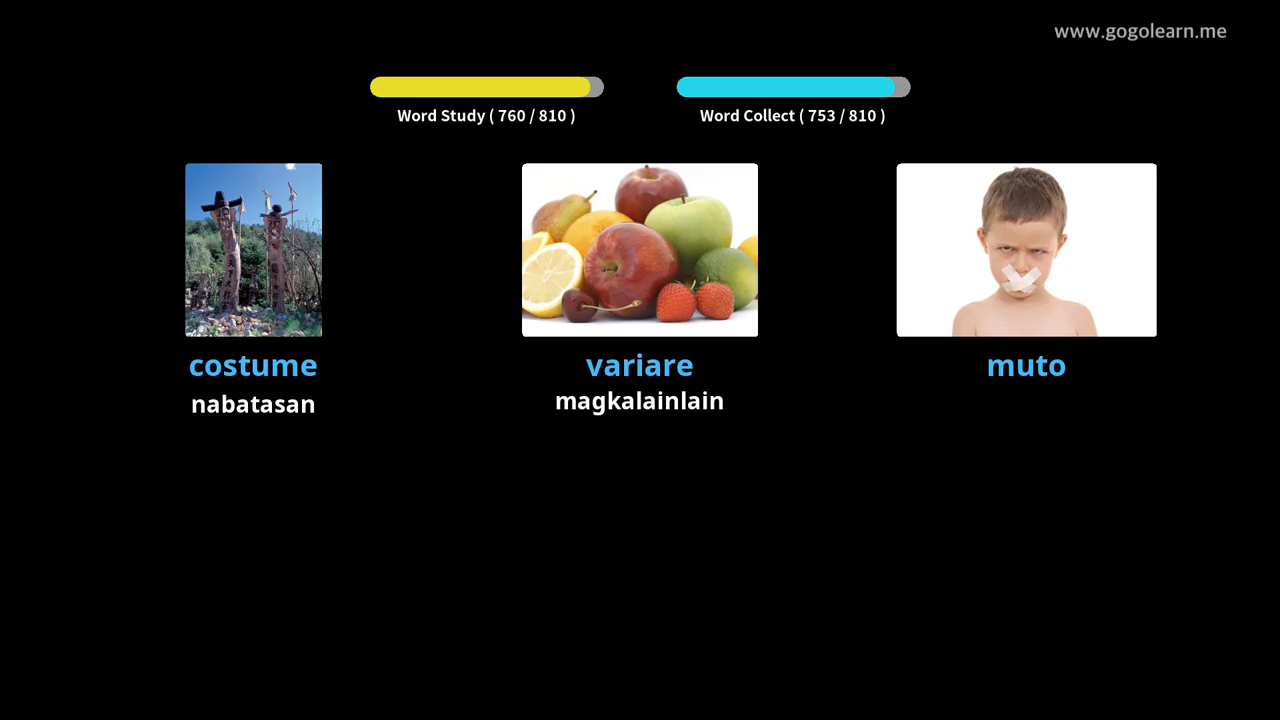 www.gogolearn.me
Word Study ( 760 / 810 )
Word Collect ( 753 / 810 )
costume
variare
muto
nabatasan
magkalainlain